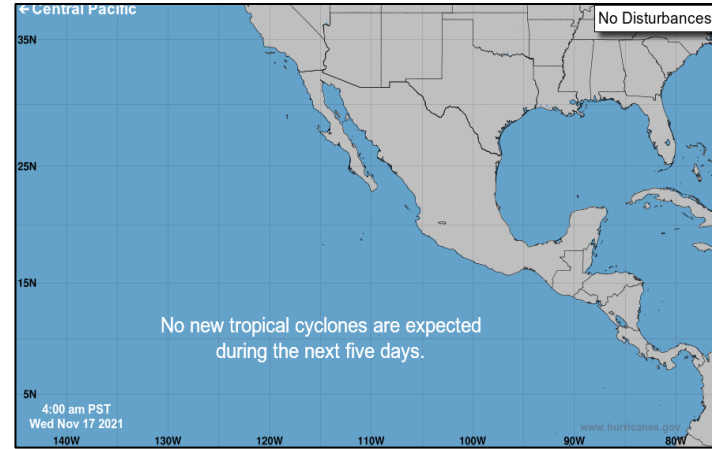 ← Central Pacific
No Disturbances
35N
25N
15N
No new tropical cyclones are expected
during the next five days.
5N
4:00 am PST
Wed Nov 17 2021
www.hurricanes.gov
140W 130W 120W 110W 100W 90W 80W